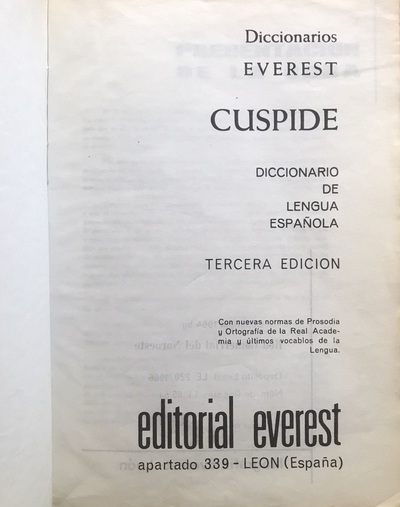 Diccionarios
EVEREST
CUSPIDE
DICCIONARIO
DE
LENGUA
ESPAÑOLA
TERCERA EDICION
Con nuevas normas de Prosodia
y Ortografía de la Real Acade-
mia y últimos vocablos de la
Lengua.
editorial everest
apartado 339 - LEON (España)